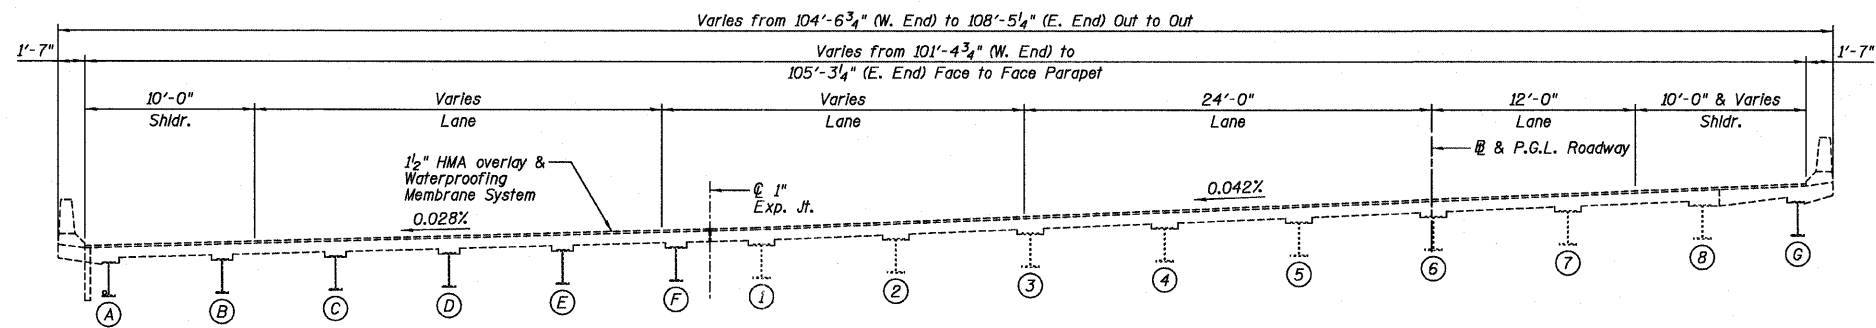 Varies from 104'-6¾" (W. End) to 108'-5¼" (E. End) Out to Out
1'-7"
Varies from 101'-4¾" (W. End) to
1'-7"
105'-3¼" (E. End) Face to Face Parapet
10'-0"
Varies
Varies
24'-0"
12'-0"
10'-0" & Varies
Shldr.
Lane
Lane
Lane
Lane
Shldr.
1½" HMA overlay &
Waterproofing
Membrane System
℄ 1"
Exp. Jt.
BL & P.G.L. Roadway
0.028%
0.042%
A
B
C
D
E
F
1
2
3
4
5
6
7
8
G